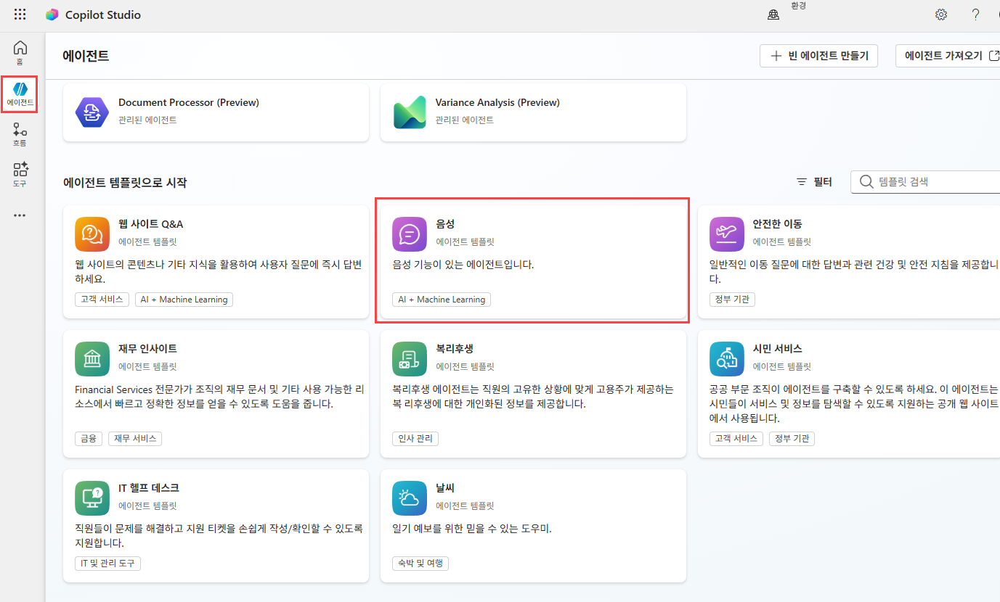 Copilot Studio
환경
홈
에이전트
흐름
도구
에이전트
빈 에이전트 만들기
에이전트 가져오기
Document Processor (Preview)
관리된 에이전트
Variance Analysis (Preview)
관리된 에이전트
에이전트 템플릿으로 시작
필터
템플릿 검색
웹 사이트 Q&A
에이전트 템플릿
웹 사이트의 콘텐츠나 기타 지식을 활용하여 사용자 질문에 즉시 답변
하세요.
고객 서비스
AI + Machine Learning
음성
에이전트 템플릿
음성 기능이 있는 에이전트입니다.
AI + Machine Learning
안전한 이동
에이전트 템플릿
일반적인 이동 질문에 대한 답변과 관련 건강 및 안전 지침을 제공합니
다.
정부 기관
재무 인사이트
에이전트 템플릿
Financial Services 전문가가 조직의 재무 문서 및 기타 사용 가능한 리
소스에서 빠르고 정확한 정보를 얻을 수 있도록 도움을 줍니다.
금융
재무 서비스
복리후생
에이전트 템플릿
복리후생 에이전트는 직원의 고유한 상황에 맞게 고용주가 제공하는
복 리후생에 대한 개인화된 정보를 제공합니다.
인사 관리
시민 서비스
에이전트 템플릿
공공 부문 조직이 에이전트를 구축할 수 있도록 하세요. 이 에이전트는
시민들이 서비스 및 정보를 탐색할 수 있도록 지원하는 공개 웹 사이트
에서 사용됩니다.
고객 서비스
정부 기관
IT 헬프 데스크
에이전트 템플릿
직원들이 문제를 해결하고 지원 티켓을 손쉽게 작성/확인할 수 있도록
지원합니다.
IT 및 관리 도구
날씨
에이전트 템플릿
일기 예보를 위한 믿을 수 있는 도우미.
숙박 및 여행